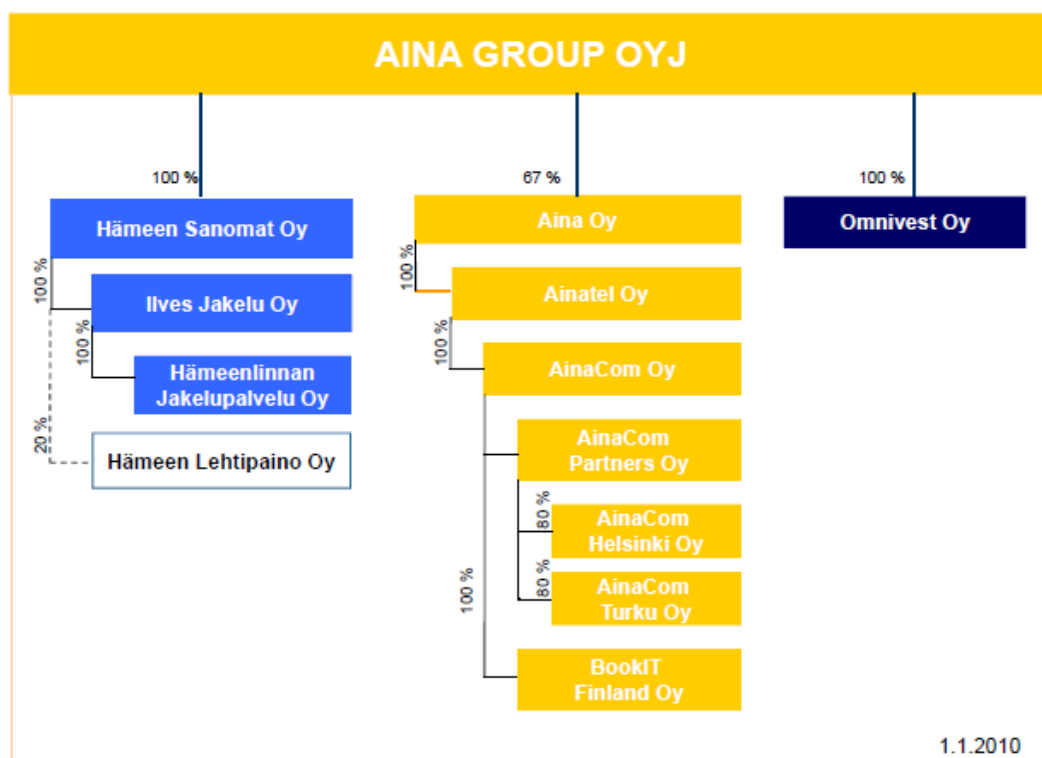 AINA GROUP OYJ
100 %
67 %
100 %
Hämeen Sanomat Oy
100 %
Ilves Jakelu Oy
100 %
Hämeenlinnan
Jakelupalvelu Oy
20 %
Hämeen Lehtipaino Oy
Aina Oy
100 %
Ainatel Oy
100 %
AinaCom Oy
100 %
AinaCom
Partners Oy
80 %
AinaCom
Helsinki Oy
80 %
AinaCom
Turku Oy
BookIT
Finland Oy
Omnivest Oy
1.1.2010